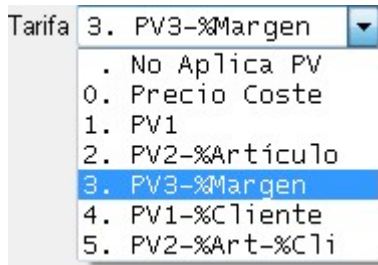 Tarifa 3. PV3-%Margen
. No Aplica PV
0. Precio Coste
1. PV1
2. PV2-%Artículo
3. PV3-%Margen
4. PV1-%Cliente
5. PV2-%Art-%Cli